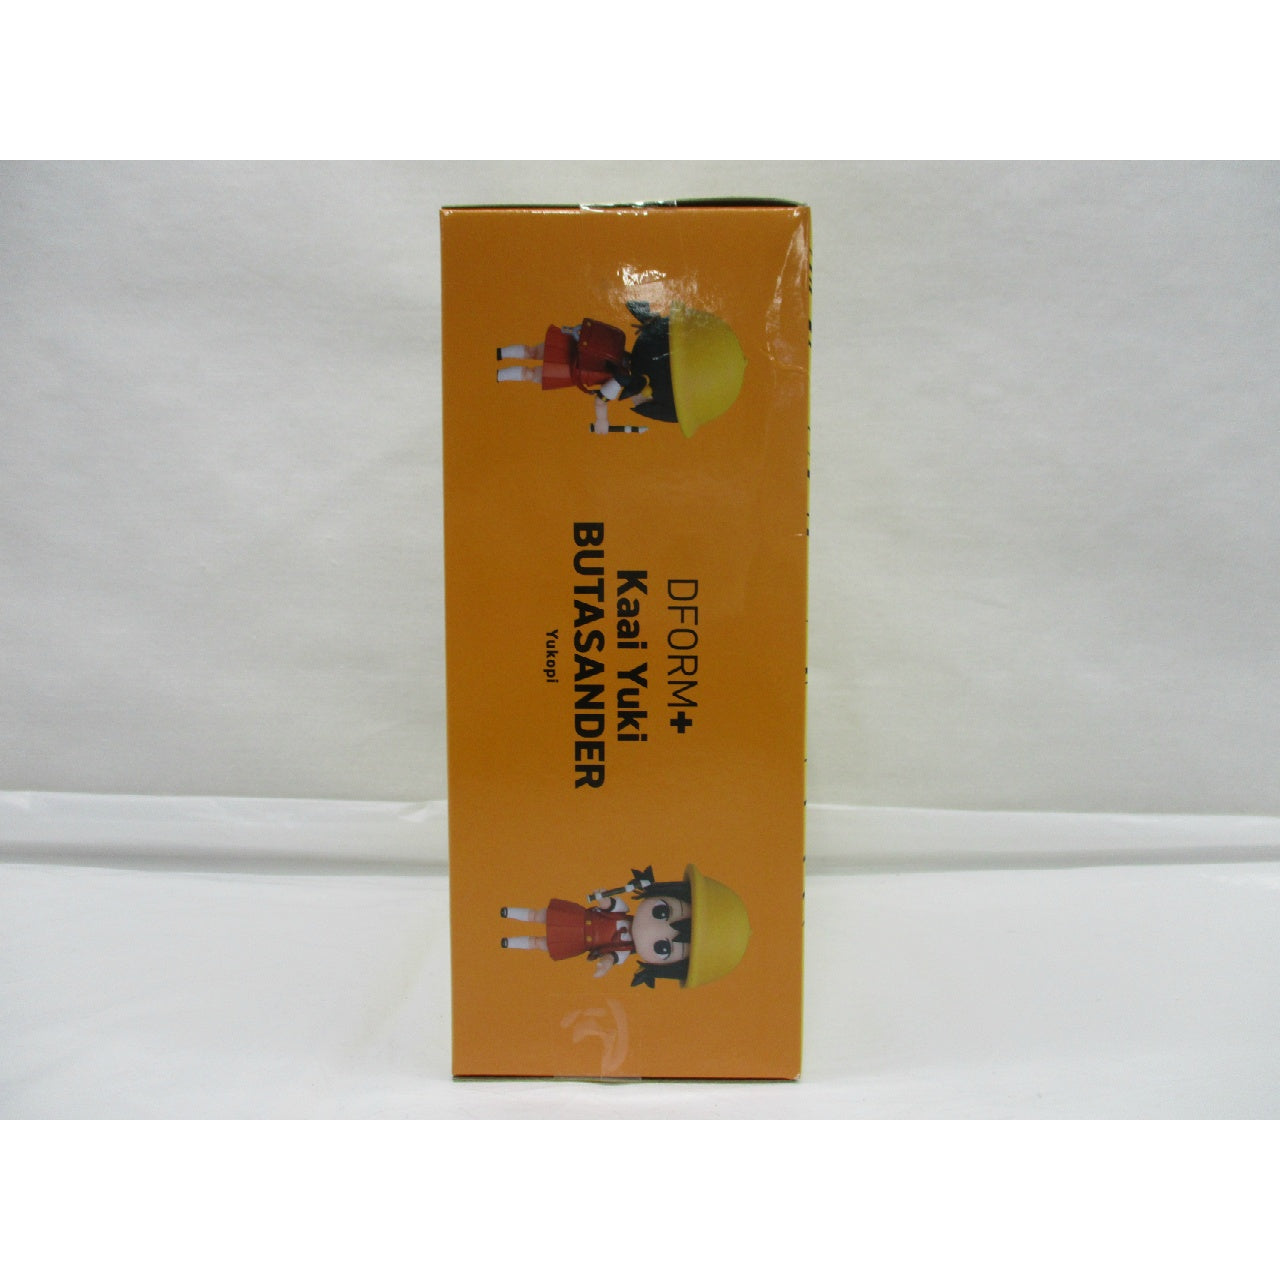 DFORM+
Kaai Yuki
BUTASANDER
Yukopi